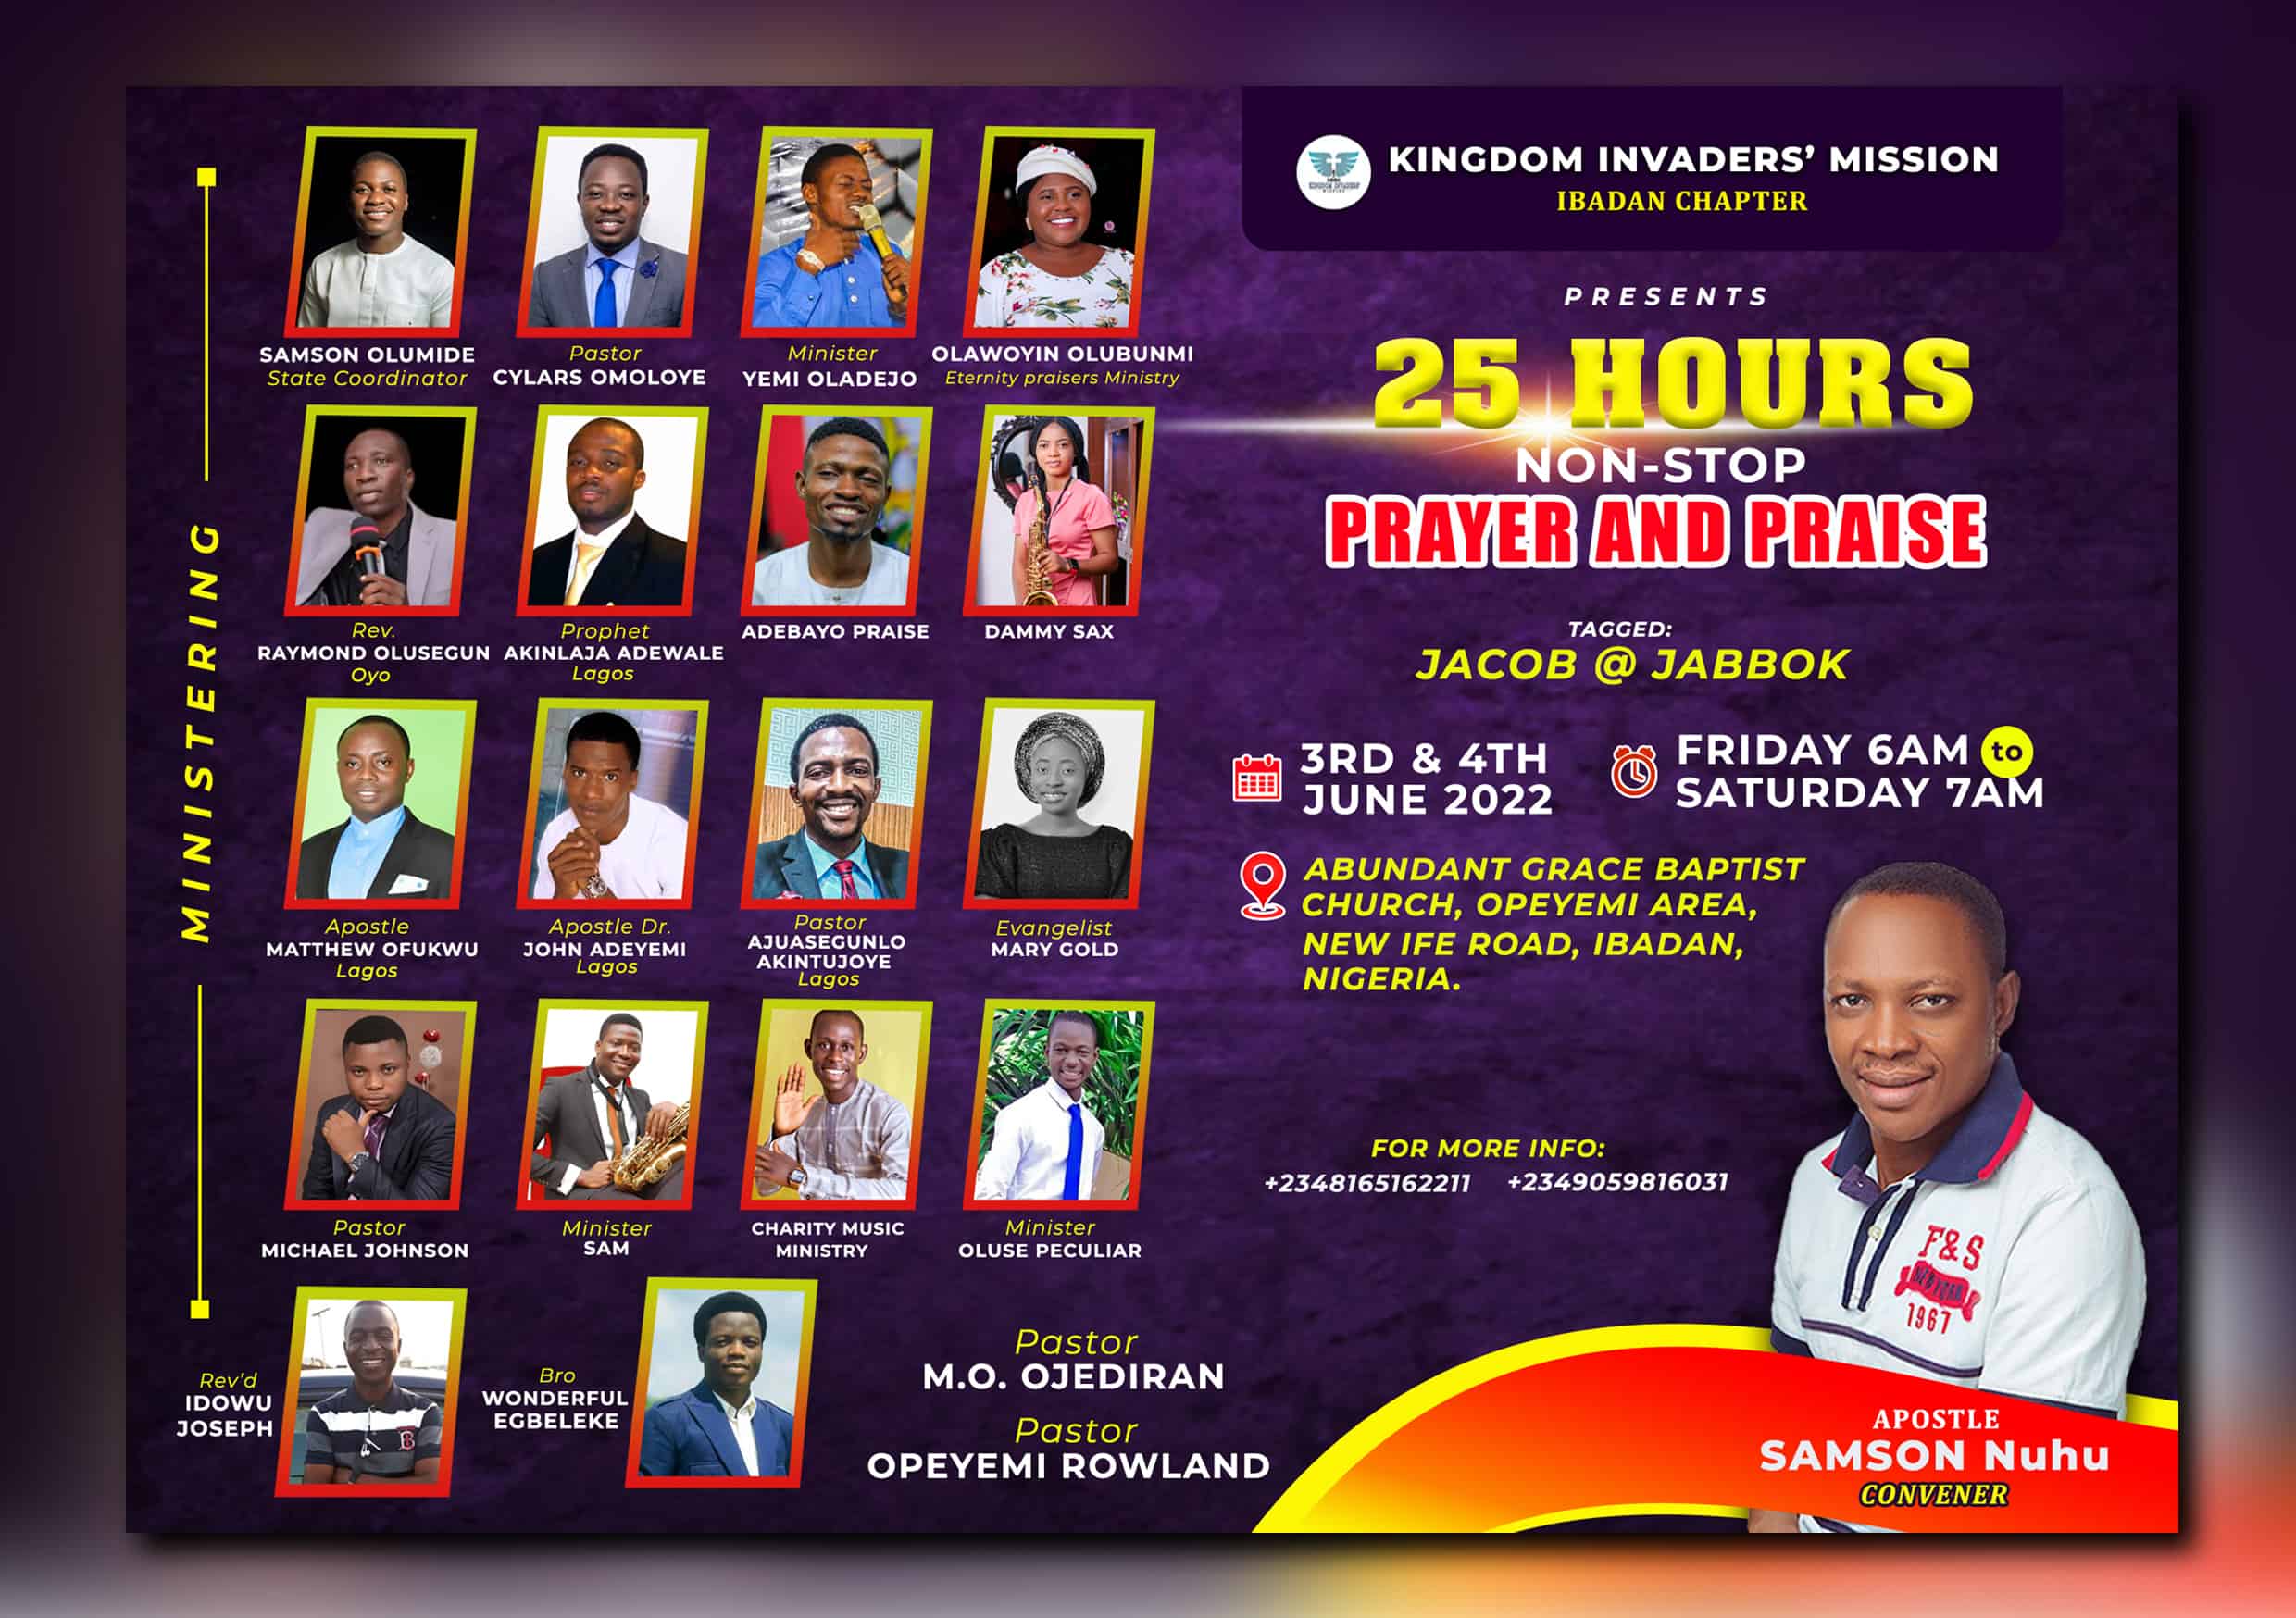 KINGDOM INVADERS’ MISSION
IBADAN CHAPTER
PRESENTS
25 HOURS
NON-STOP
PRAYER AND PRAISE
TAGGED:
JACOB @ JABBOK
3RD & 4TH
JUNE 2022
FRIDAY 6AM to
SATURDAY 7AM
ABUNDANT GRACE BAPTIST
CHURCH, OPEYEMI AREA,
NEW IFE ROAD, IBADAN,
NIGERIA.
FOR MORE INFO:
+2348165162211 +2349059816031
F&S
NEW YORK
1967
APOSTLE
SAMSON Nuhu
CONVENER
MINISTERING
SAMSON OLUMIDE
State Coordinator
Pastor
CYLARS OMOLOYE
Minister
YEMI OLADEJO
OLAWOYIN OLUBUNMI
Eternity praisers Ministry
Rev.
RAYMOND OLUSEGUN
Oyo
Prophet
AKINLAJA ADEWALE
Lagos
ADEBAYO PRAISE
DAMMY SAX
Apostle
MATTHEW OFUKWU
Lagos
Apostle Dr.
JOHN ADEYEMI
Lagos
Pastor
AJUASEGUNLO
AKINTUJOYE
Lagos
Evangelist
MARY GOLD
Pastor
MICHAEL JOHNSON
Minister
SAM
CHARITY MUSIC
MINISTRY
Minister
OLUSE PECULIAR
Rev’d
IDOWU
JOSEPH
B
Bro
WONDERFUL
EGBELEKE
Pastor
M.O. OJEDIRAN
Pastor
OPEYEMI ROWLAND